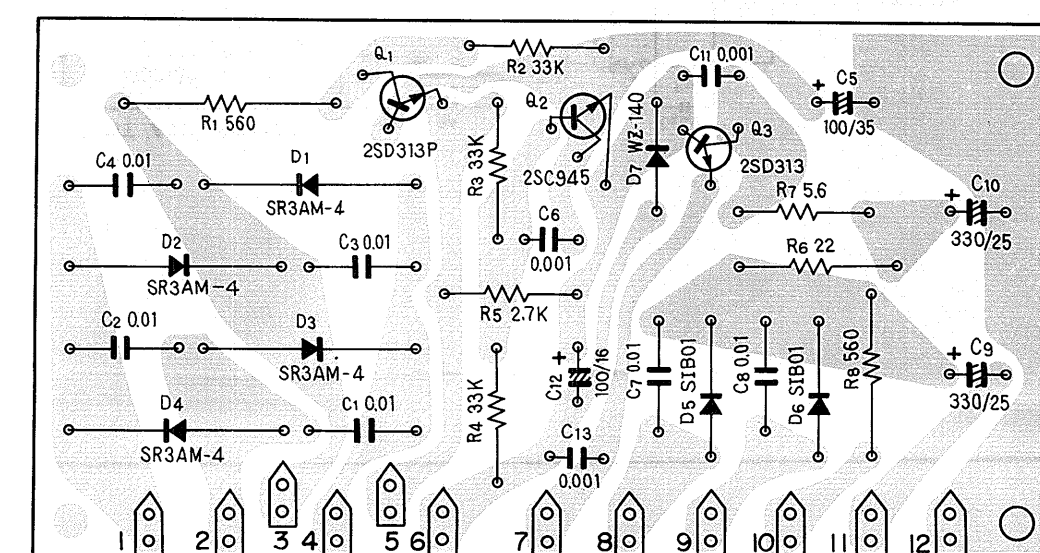 Q1
R2 33K
C11 0.001
C5
100/35
R1 560
2SD313P
Q2
2SC945
D7 WZ-140
Q3
2SD313
C4 0.01
D1
SR3AM-4
R3 33K
R7 5.6
C10
330/25
D2
SR3AM-4
C3 0.01
C6
0.001
R6 22
R5 2.7K
C2 0.01
D3
SR3AM-4
C12
100/16
C7 0.01
D5 SIB01
C8 0.01
D6 SIB01
R8 560
C9
330/25
D4
SR3AM-4
C1 0.01
R4 33K
C13
0.001
1 2 3 4 5 6 7 8 9 10 11 12